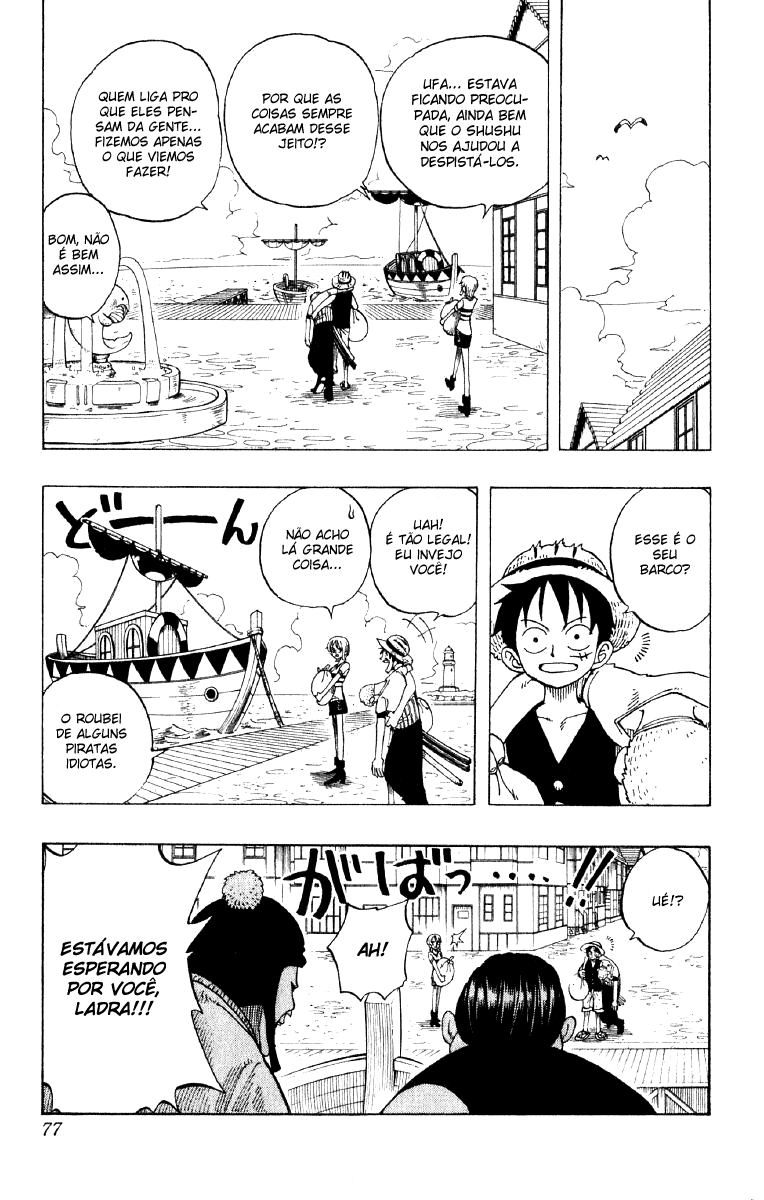 UFA... ESTAVA
FICANDO PREOCU-
PADA, AINDA BEM
QUE O SHUSHU
NOS AJUDOU A
DESPISTÁ-LOS.
POR QUE AS
COISAS SEMPRE
ACABAM DESSE
JEITO!?
QUEM LIGA PRO
QUE ELES PEN-
SAM DA GENTE...
FIZEMOS APENAS
O QUE VIEMOS
FAZER!
BOM, NÃO
É BEM
ASSIM...
ESSE É O
SEU
BARCO?
UAH!
É TÃO LEGAL!
EU INVEJO
VOCÊ!
NÃO ACHO
LÁ GRANDE
COISA...
どーーん
O ROUBEI
DE ALGUNS
PIRATAS
IDIOTAS.
UÉ!?
がばっ・・・・!!
AH!
ESTÁVAMOS
ESPERANDO
POR VOCÊ,
LADRA!!!
77